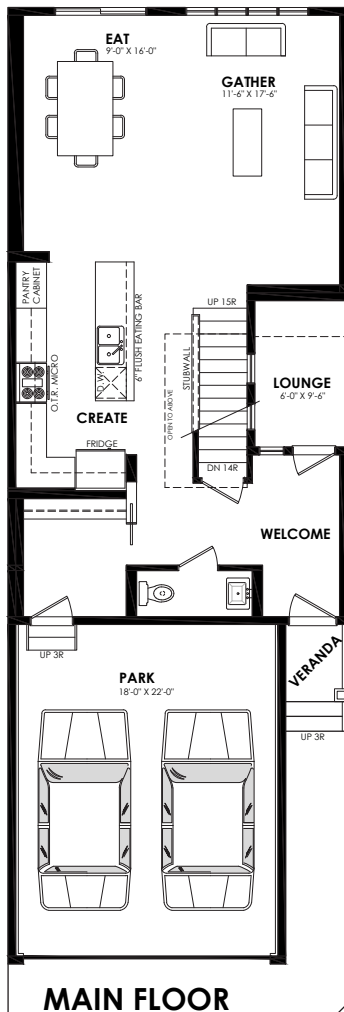 EAT
9'-0" X 16'-0"
GATHER
11'-6" X 17'-6"
PANTRY
CABINET
O.T.R. MICRO
D.W.
6" FLUSH EATING BAR
UP 15R
STUBWALL
OPEN TO ABOVE
LOUNGE
6'-0" X 9'-6"
CREATE
FRIDGE
DN 14R
WELCOME
UP 3R
PARK
18'-0" X 22'-0"
VERANDA
UP 3R
MAIN FLOOR